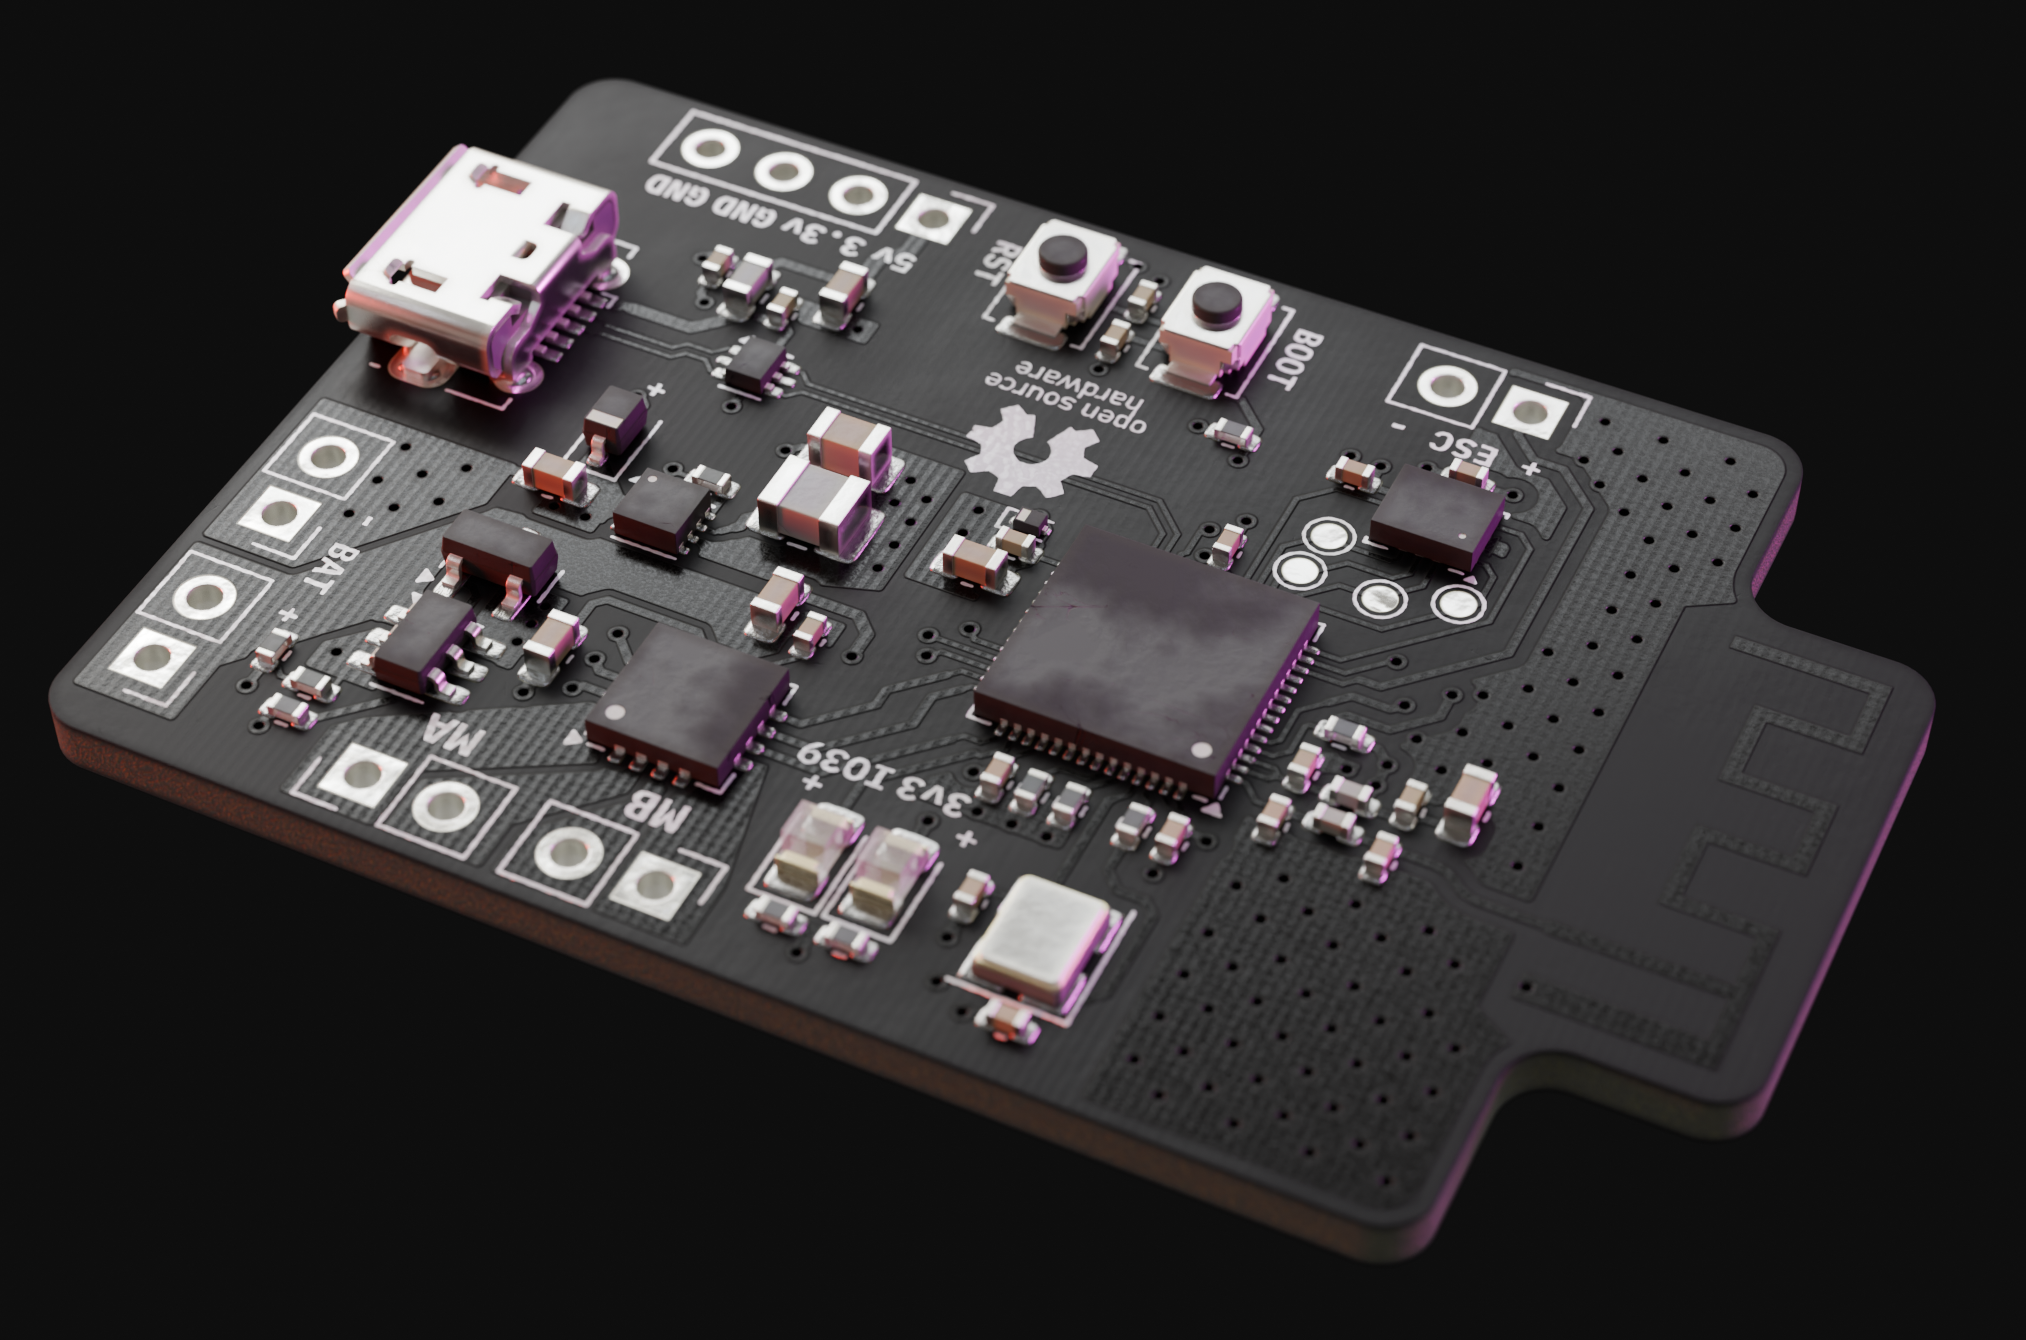 5v 3.3v GND GND
RST
BOOT
open source
hardware
- ESC +
+
-
- BAT +
MA
MB
3v3 IO39
+ +